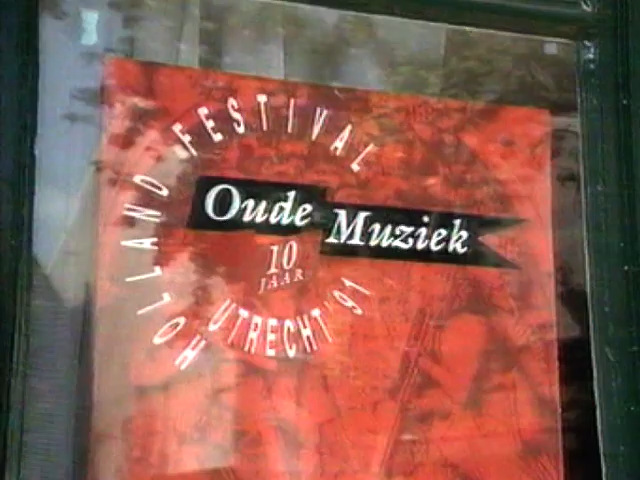 HOLLAND FESTIVAL
Oude Muziek
10
JAAR
UTRECHT '91